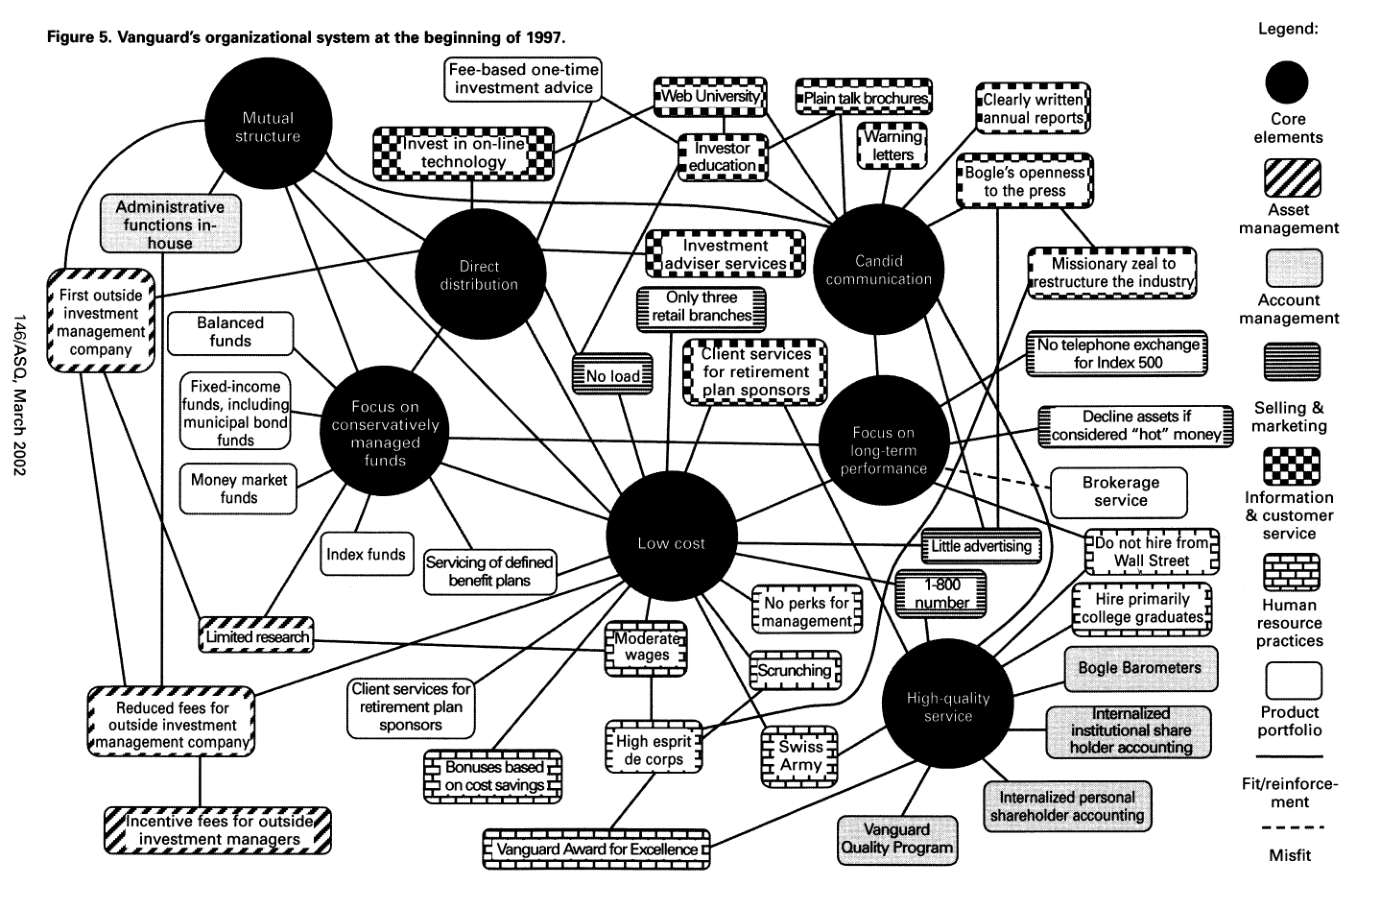 Figure 5. Vanguard's organizational system at the beginning of 1997.
Legend:
Mutual
structure
Fee-based one-time
investment advice
Web University
Plain talk brochures
Clearly written
annual reports
Core
elements
Invest in on-line
technology
Investor
education
Warning
letters
Bogle's openness
to the press
Asset
management
Administrative
functions in-
house
Direct
distribution
Investment
adviser services
Candid
communication
Missionary zeal to
restructure the industry
Account
management
First outside
investment
management
company
Balanced
funds
Only three
retail branches
No load
Client services
for retirement
plan sponsors
No telephone exchange
for Index 500
Selling &
marketing
Fixed-income
funds, including
municipal bond
funds
Focus on
conservatively
managed
funds
Focus on
long-term
performance
Decline assets if
considered "hot" money
Money market
funds
Brokerage
service
Information
& customer
service
Index funds
Servicing of defined
benefit plans
Low cost
Little advertising
Do not hire from
Wall Street
1-800
number
No perks for
management
Hire primarily
college graduates
Human
resource
practices
Limited research
Moderate
wages
Scrunching
Bogle Barometers
Client services for
retirement plan
sponsors
High-quality
service
Internalized
institutional share
holder accounting
Product
portfolio
Reduced fees for
outside investment
management company
High esprit
de corps
Swiss
Army
Bonuses based
on cost savings
Internalized personal
shareholder accounting
Fit/reinforce-
ment
Incentive fees for outside
investment managers
Vanguard Award for Excellence
Vanguard
Quality Program
Misfit
146/ASQ, March 2002